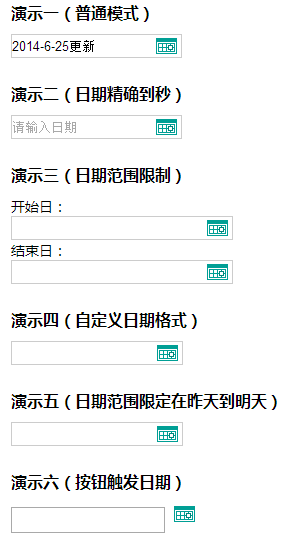 演示一（普通模式）
2014-6-25更新
演示二（日期精确到秒）
请输入日期
演示三（日期范围限制）
开始日：
结束日：
演示四（自定义日期格式）
演示五（日期范围限定在昨天到明天）
演示六（按钮触发日期）